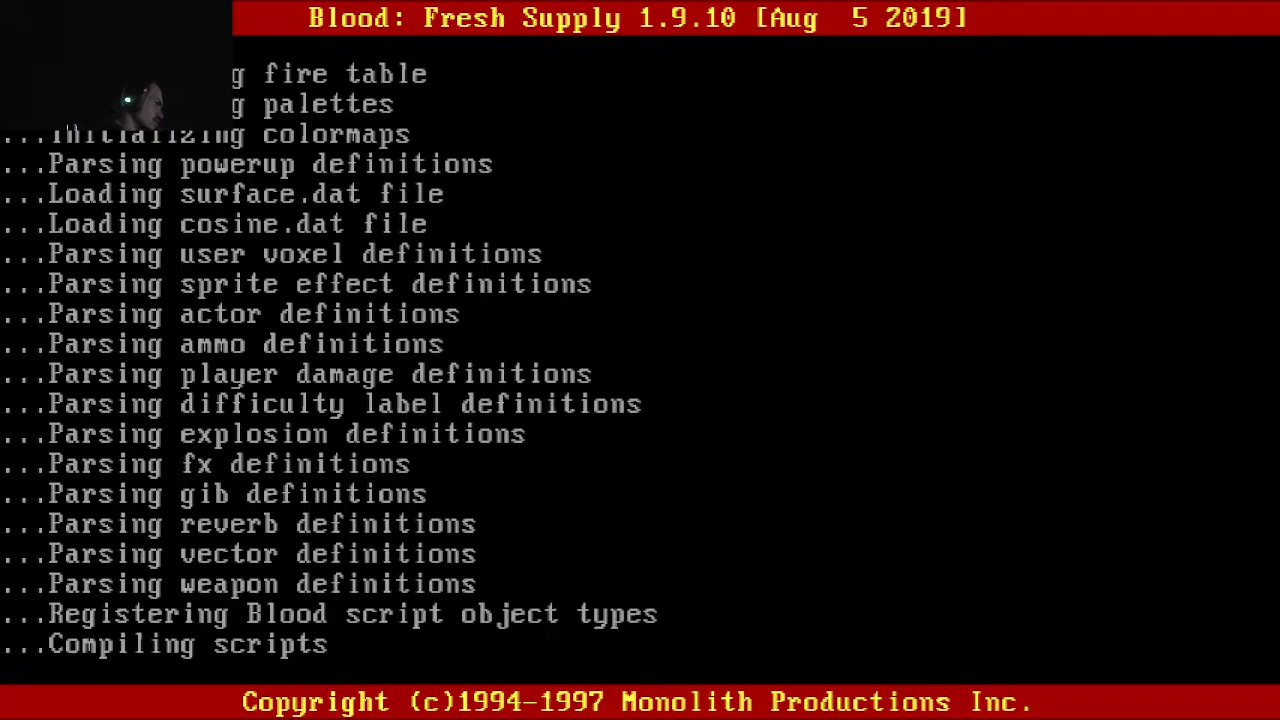 Blood: Fresh Supply 1.9.10 [Aug  5 2019]
g fire table
g palettes
...Initializing colormaps
...Parsing powerup definitions
...Loading surface.dat file
...Loading cosine.dat file
...Parsing user voxel definitions
...Parsing sprite effect definitions
...Parsing actor definitions
...Parsing ammo definitions
...Parsing player damage definitions
...Parsing difficulty label definitions
...Parsing explosion definitions
...Parsing fx definitions
...Parsing gib definitions
...Parsing reverb definitions
...Parsing vector definitions
...Parsing weapon definitions
...Registering Blood script object types
...Compiling scripts
Copyright (c)1994-1997 Monolith Productions Inc.